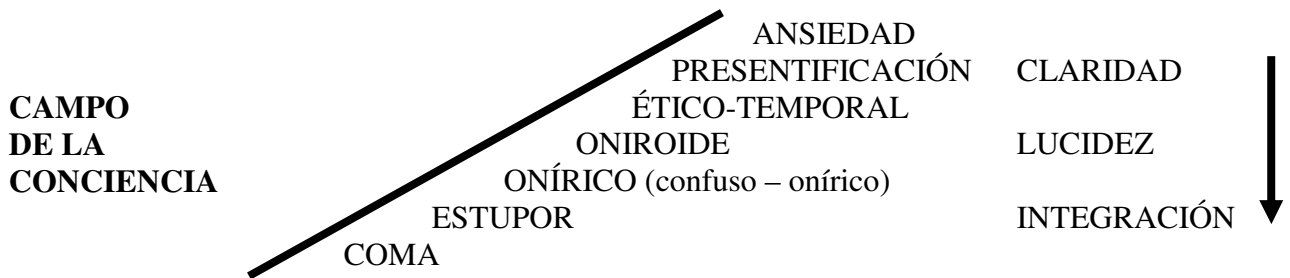 ANSIEDAD
PRESENTIFICACIÓN CLARIDAD
CAMPO ÉTICO-TEMPORAL
DE LA ONIROIDE LUCIDEZ
CONCIENCIA ONÍRICO (confuso – onírico)
ESTUPOR INTEGRACIÓN
COMA